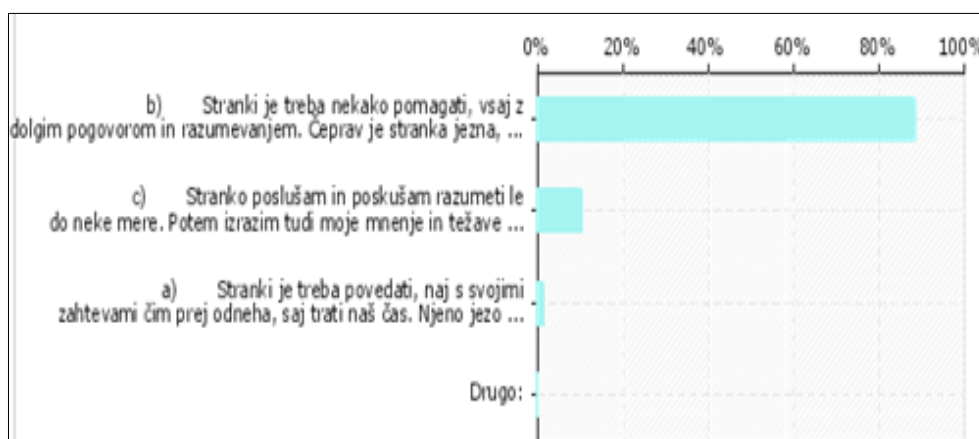 0% 20% 40% 60% 80% 100%
b) Stranki je treba nekako pomagati, vsaj z
dolgim pogovorom in razumevanjem. Čeprav je stranka jezna, ...
c) Stranko poslušam in poskušam razumeti le
do neke mere. Potem izrazim tudi moje mnenje in težave ...
a) Stranki je treba povedati, naj s svojimi
zahtevami čim prej odneha, saj trati naš čas. Njeno jezo ...
Drugo: